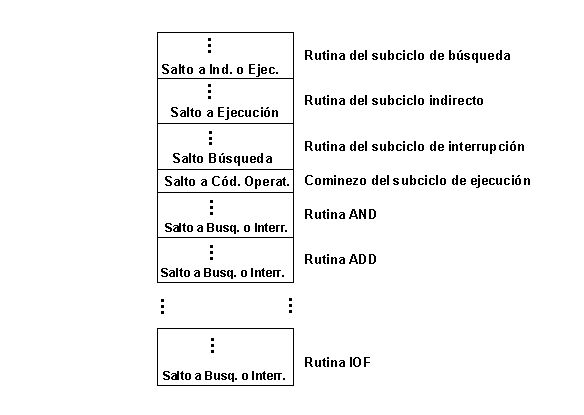 Rutina del subciclo de búsqueda
Salto a Ind. o Ejec.
Rutina del subciclo indirecto
Salto a Ejecución
Rutina del subciclo de interrupción
Salto Búsqueda
Salto a Cód. Operat. Cominezo del subciclo de ejecución
Rutina AND
Salto a Busq. o Interr.
Rutina ADD
Salto a Busq. o Interr.
Rutina IOF
Salto a Busq. o Interr.